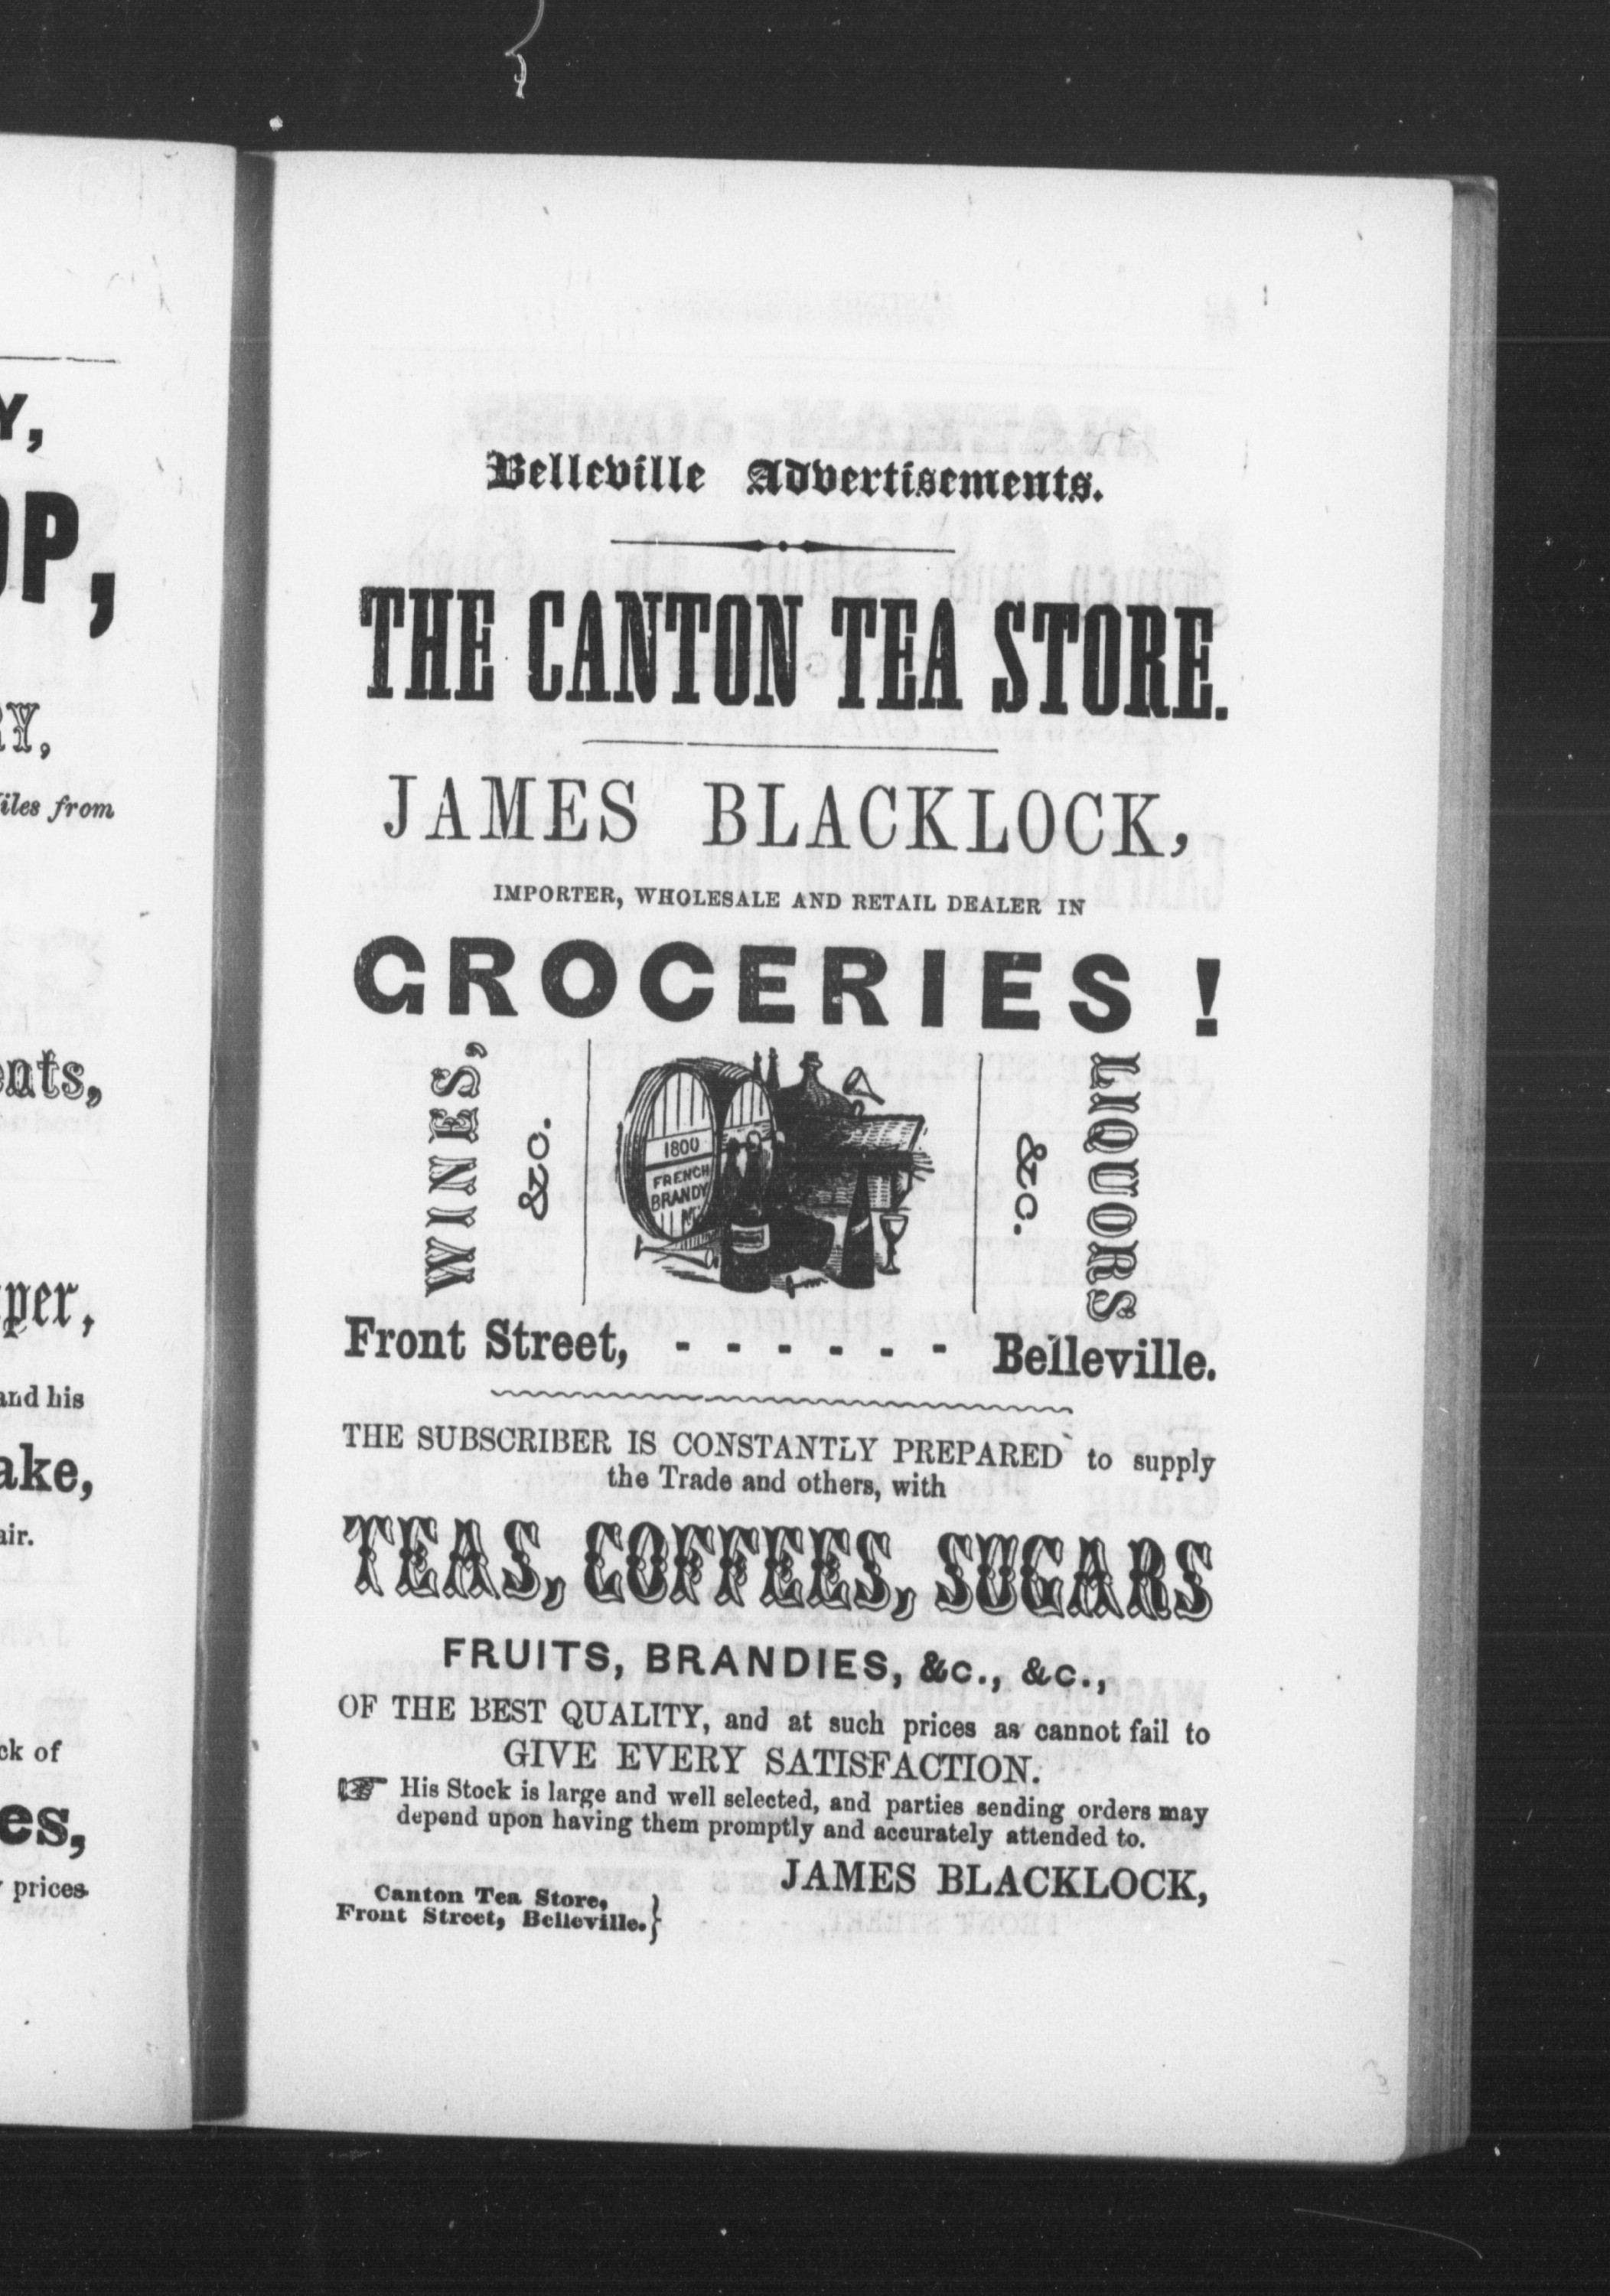 Y,
OP,
RY,
iles from
ents,
per,
and his
ake,
air.
ck of
es,
prices
Belleville Advertisements.
THE CANTON TEA STORE.
JAMES BLACKLOCK,
IMPORTER, WHOLESALE AND RETAIL DEALER IN
GROCERIES !
WINES,
&c.
1800
FRENCH
BRANDY
&c.
LIQUORS
Front Street, - - - - - - Belleville.
THE SUBSCRIBER IS CONSTANTLY PREPARED to supply
the Trade and others, with
TEAS, COFFEES, SUGARS
FRUITS, BRANDIES, &c., &c.,
OF THE BEST QUALITY, and at such prices as cannot fail to
GIVE EVERY SATISFACTION.
☞ His Stock is large and well selected, and parties sending orders may
depend upon having them promptly and accurately attended to.
JAMES BLACKLOCK,
Canton Tea Store,
Front Street, Belleville. }